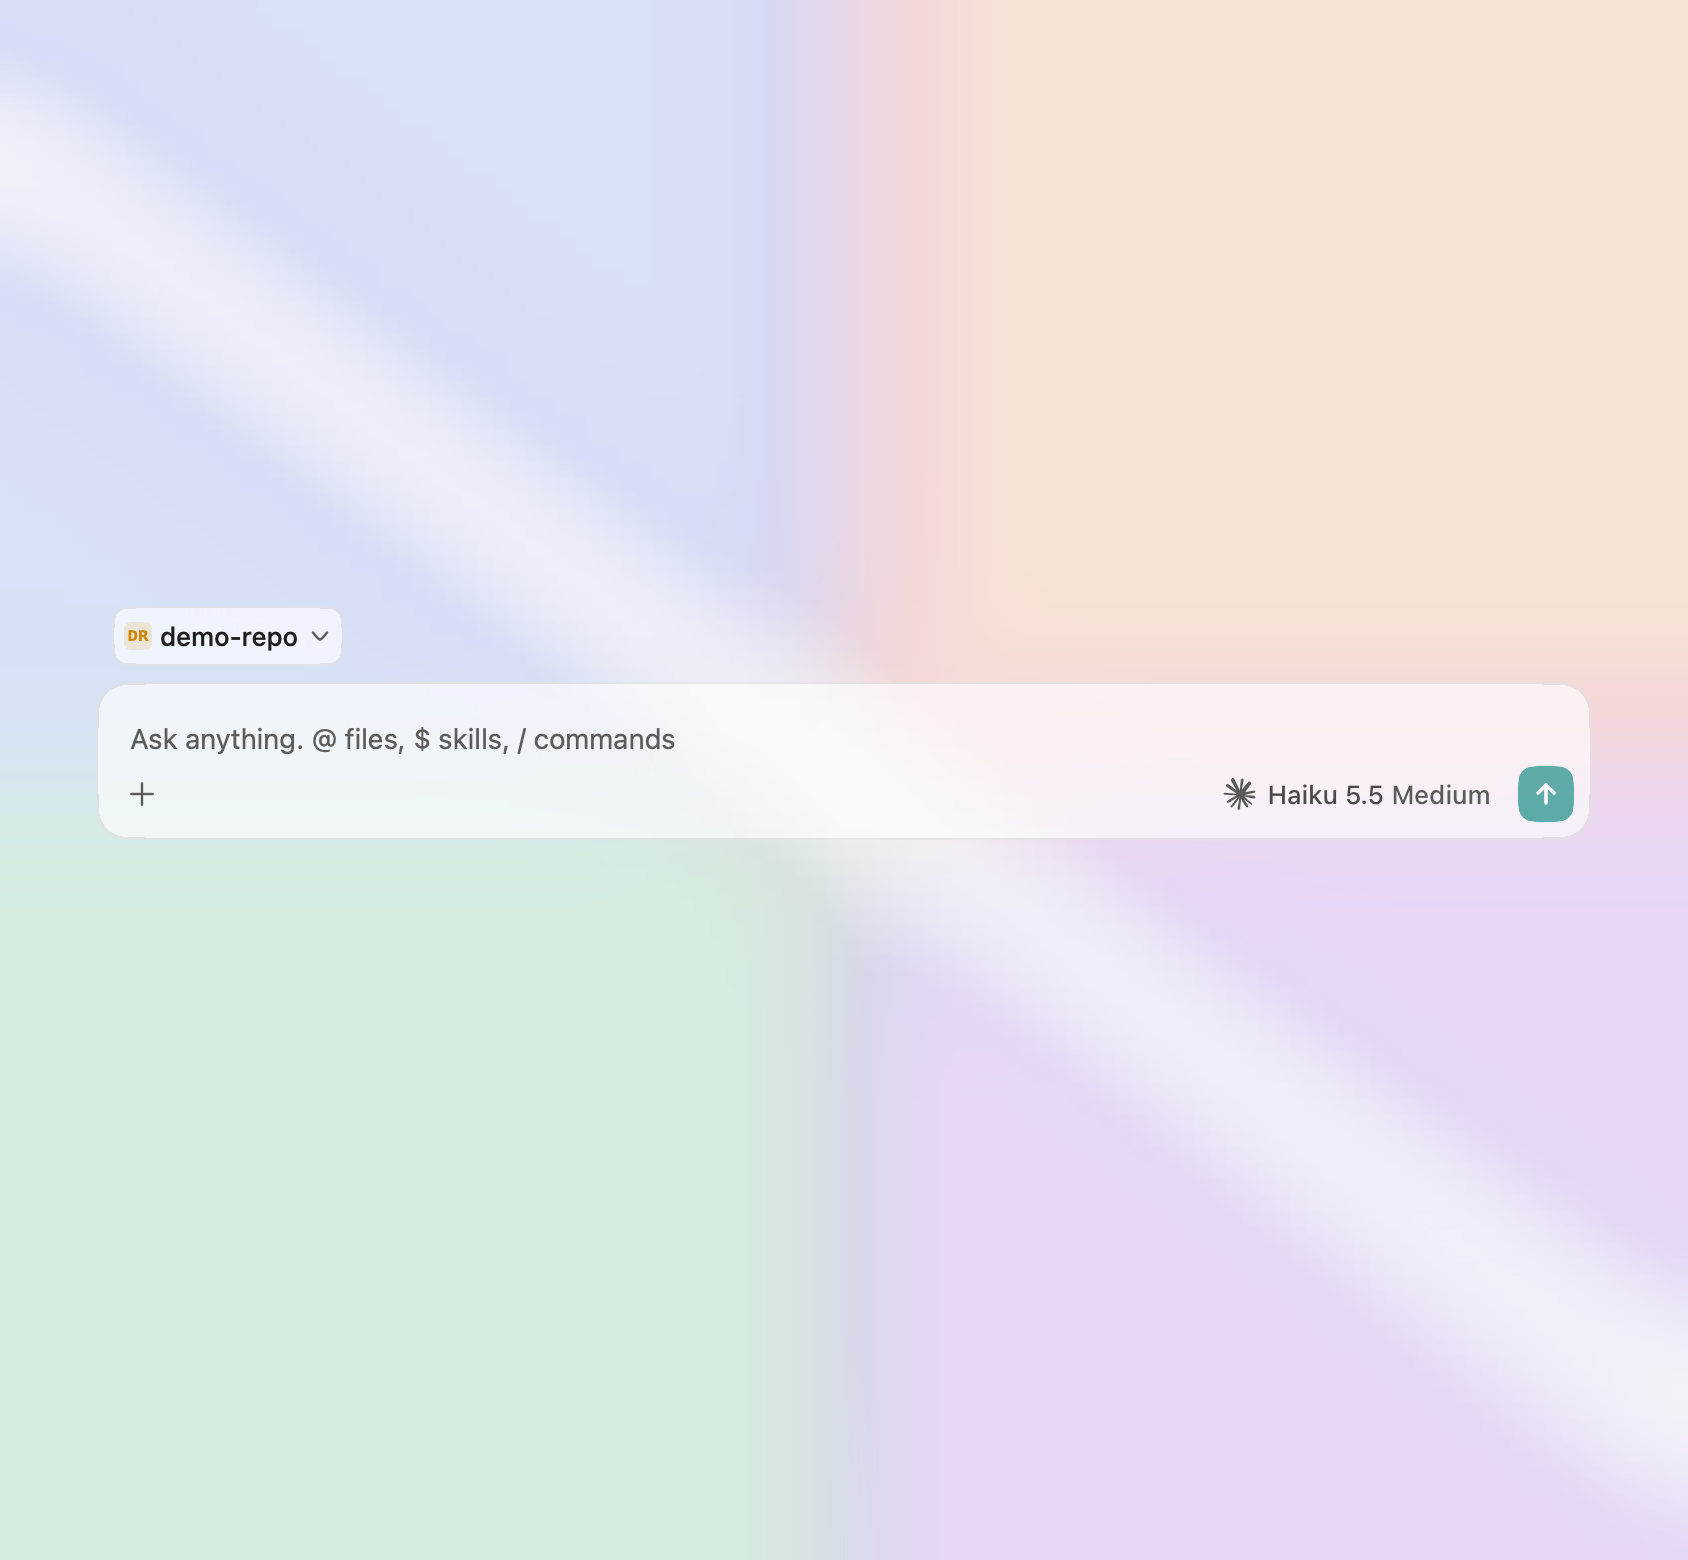 DR demo-repo
Ask anything. @ files, $ skills, / commands
Haiku 5.5 Medium